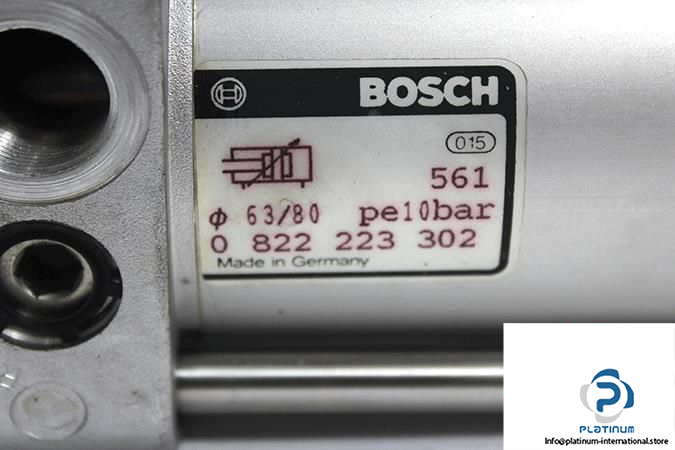 BOSCH
015
561
ϕ 63/80 pe10bar
0 822 223 302
Made in Germany
PLATINUM
Info@platinum-international.store